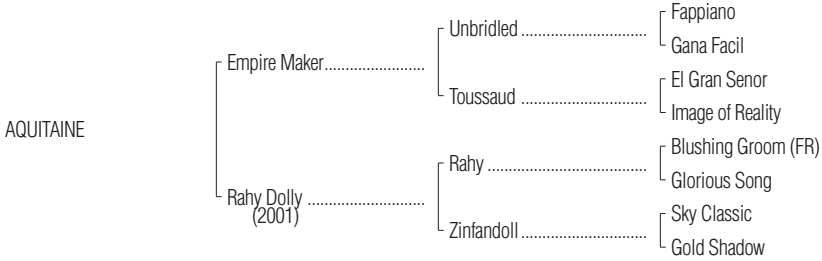 Fappiano
Unbridled
Gana Facil
Empire Maker
El Gran Senor
Toussaud
Image of Reality
AQUITAINE
Blushing Groom (FR)
Rahy
Glorious Song
Rahy Dolly
(2001)
Sky Classic
Zinfandoll
Gold Shadow